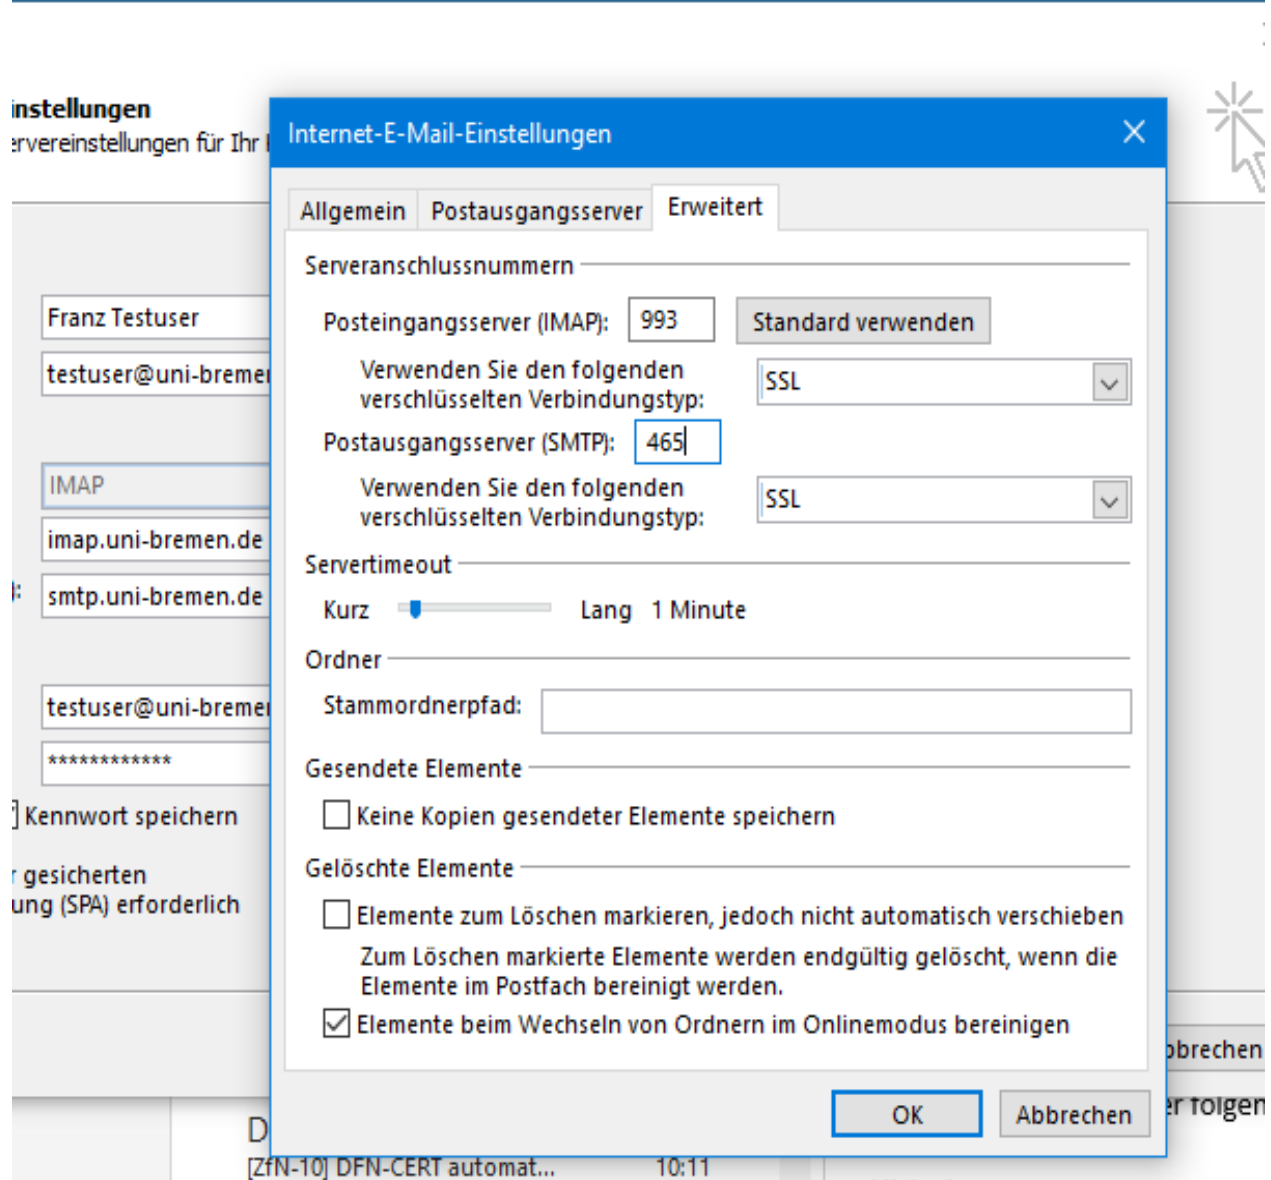 instellungen
ervereinstellungen für Ihr
Internet-E-Mail-Einstellungen
Allgemein Postausgangsserver Erweitert
Serveranschlussnummern
Franz Testuser
Posteingangsserver (IMAP): 993 Standard verwenden
testuser@uni-bremen
Verwenden Sie den folgenden
verschlüsselten Verbindungstyp: SSL
Postausgangsserver (SMTP): 465
IMAP
Verwenden Sie den folgenden
verschlüsselten Verbindungstyp: SSL
imap.uni-bremen.de
smtp.uni-bremen.de
Servertimeout
Kurz Lang 1 Minute
Ordner
testuser@uni-bremen
Stammordnerpfad:
************
Gesendete Elemente
Kennwort speichern
Keine Kopien gesendeter Elemente speichern
r gesicherten
ung (SPA) erforderlich
Gelöschte Elemente
Elemente zum Löschen markieren, jedoch nicht automatisch verschieben
Zum Löschen markierte Elemente werden endgültig gelöscht, wenn die
Elemente im Postfach bereinigt werden.
Elemente beim Wechseln von Ordnern im Onlinemodus bereinigen
bbrechen
OK Abbrechen
er folgen
D
[ZfN-10] DFN-CERT automat... 10:11